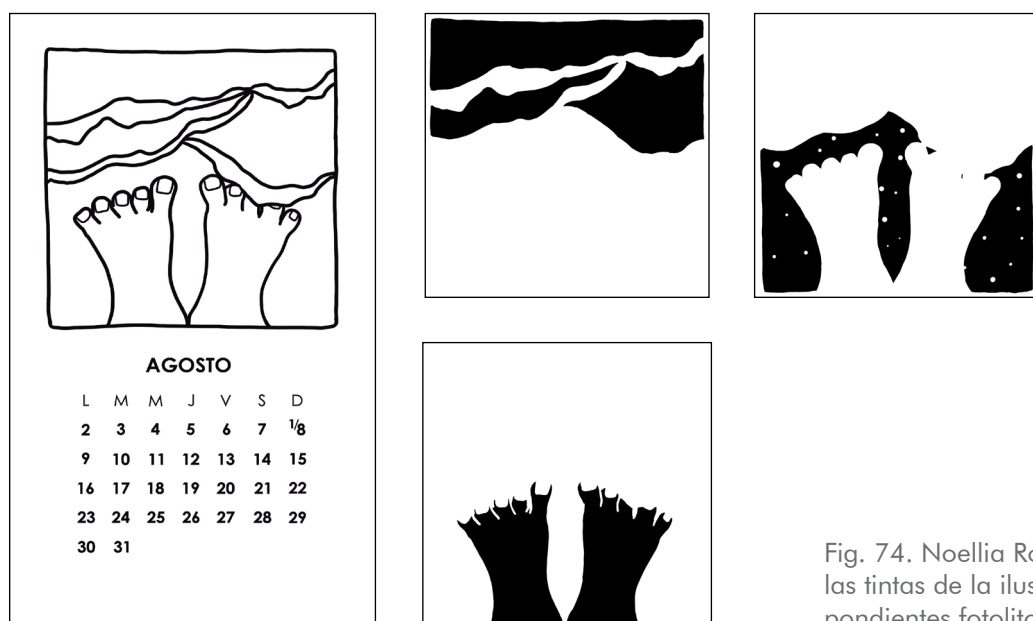 AGOSTO
L M M J V S D
2 3 4 5 6 7 1/8
9 10 11 12 13 14 15
16 17 18 19 20 21 22
23 24 25 26 27 28 29
30 31
Fig. 74. Noellia
las tintas de la